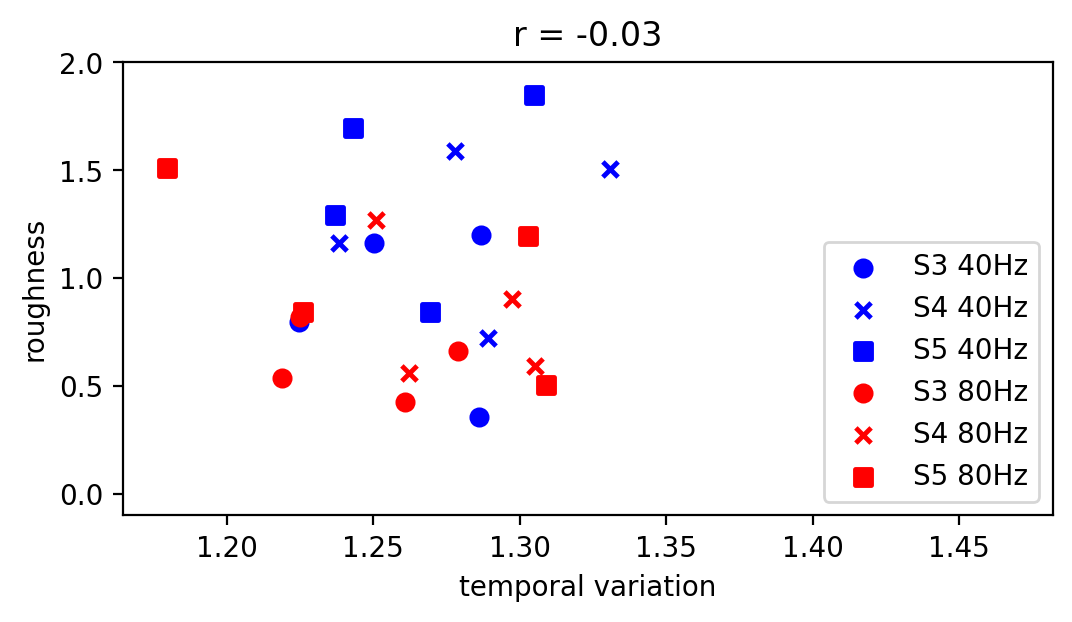 r = -0.03
roughness
2.0
1.5
1.0
0.5
0.0
S3 40Hz
S4 40Hz
S5 40Hz
S3 80Hz
S4 80Hz
S5 80Hz
1.20 1.25 1.30 1.35 1.40 1.45
temporal variation